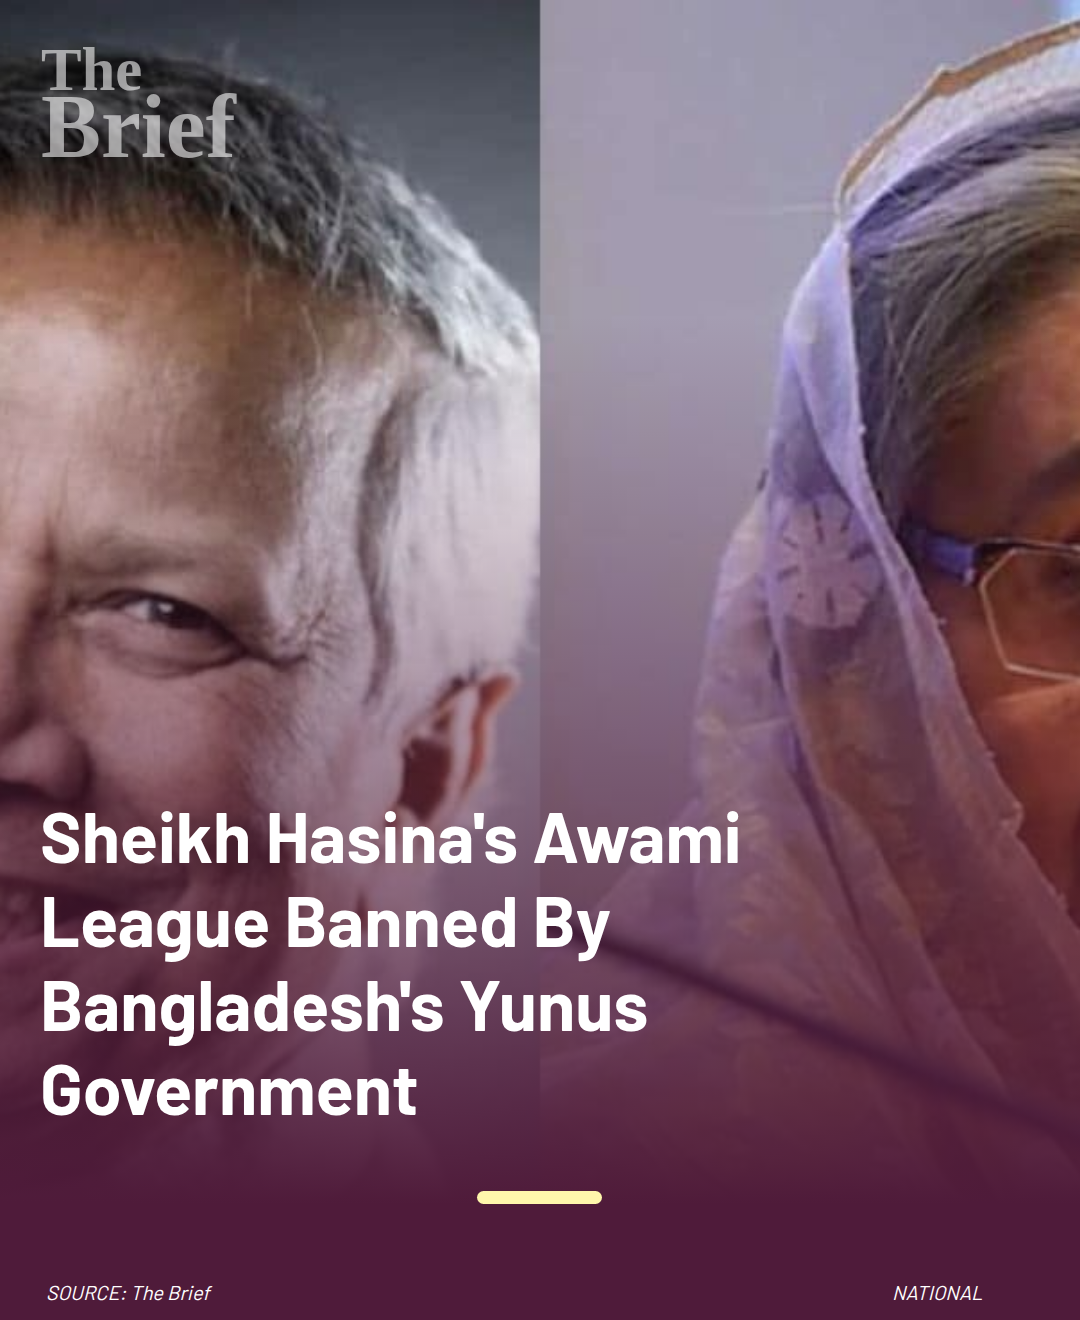 The
Brief
Sheikh Hasina's Awami
League Banned By
Bangladesh's Yunus
Government
SOURCE: The Brief
NATIONAL